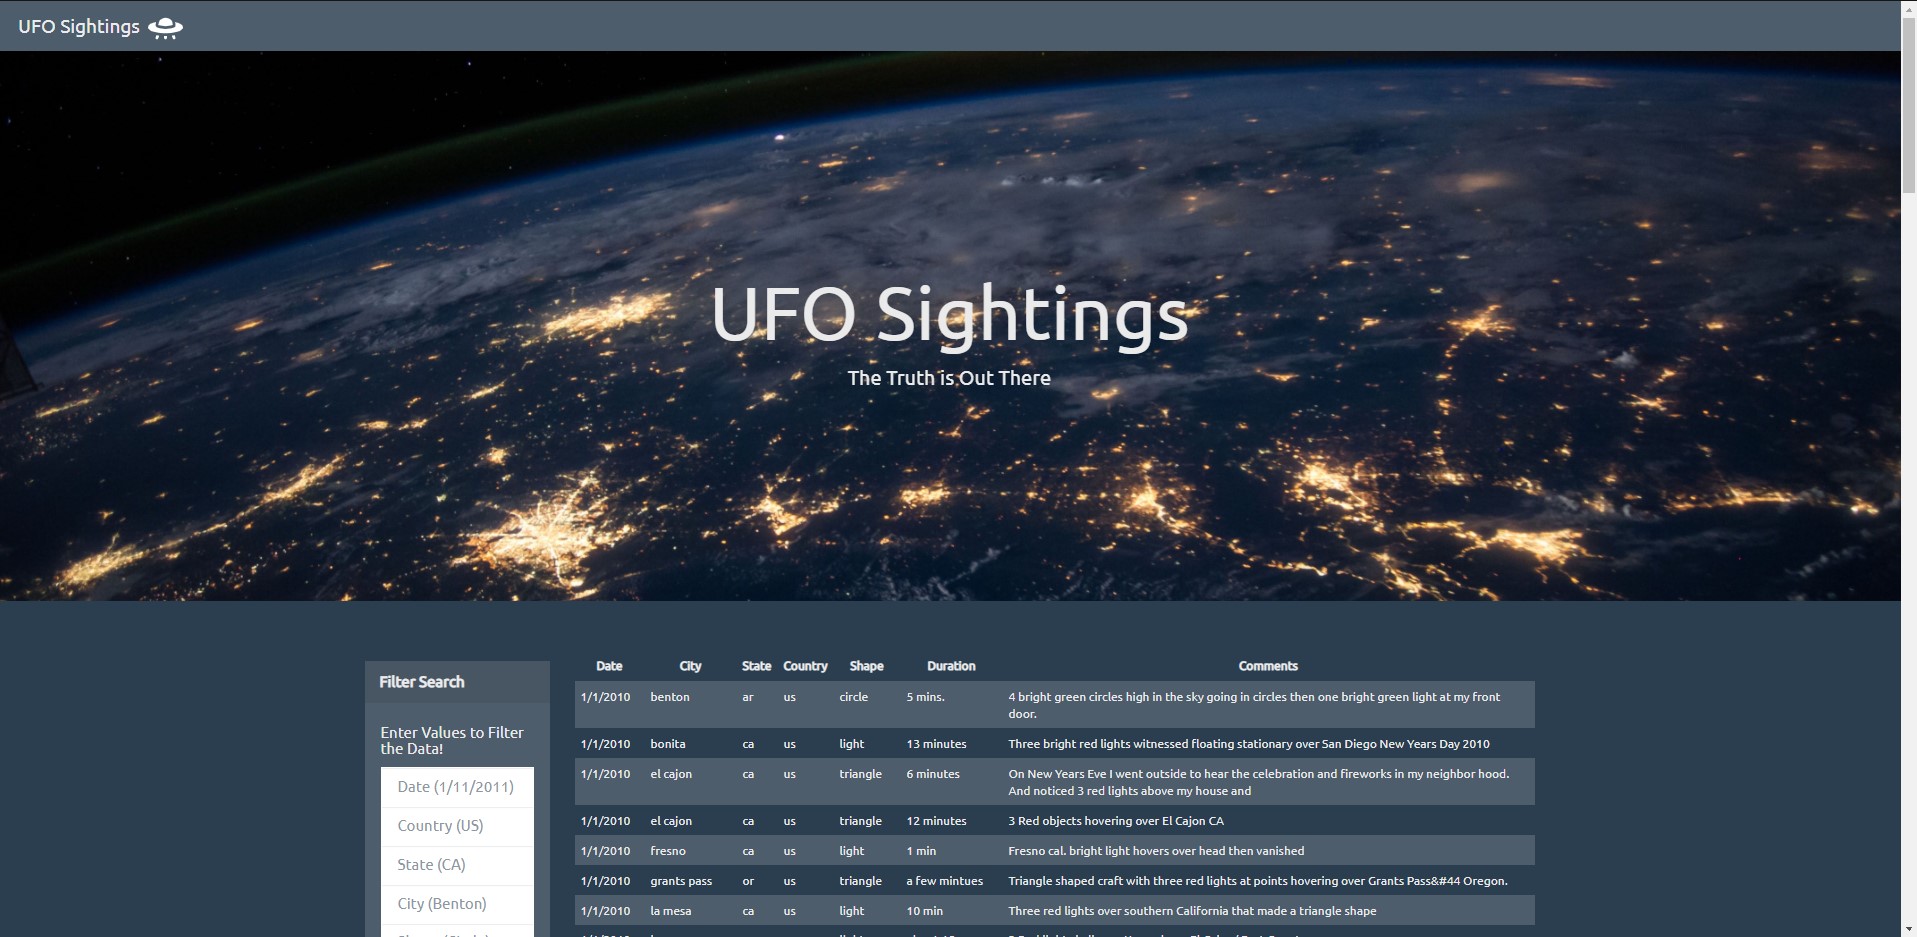 UFO Sightings
UFO Sightings
The Truth is Out There
Filter Search
Enter Values to Filter
the Data!
Date (1/11/2011)
Country (US)
State (CA)
City (Benton)
Date City State Country Shape Duration Comments
1/1/2010 benton ar us circle 5 mins. 4 bright green circles high in the sky going in circles then one bright green light at my front
door.
1/1/2010 bonita ca us light 13 minutes Three bright red lights witnessed floating stationary over San Diego New Years Day 2010
1/1/2010 el cajon ca us triangle 6 minutes On New Years Eve I went outside to hear the celebration and fireworks in my neighbor hood.
And noticed 3 red lights above my house and
1/1/2010 el cajon ca us triangle 12 minutes 3 Red objects hovering over El Cajon CA
1/1/2010 fresno ca us light 1 min Fresno cal. bright light hovers over head then vanished
1/1/2010 grants pass or us triangle a few mintues Triangle shaped craft with three red lights at points hovering over Grants Pass&#44 Oregon.
1/1/2010 la mesa ca us light 10 min Three red lights over southern California that made a triangle shape